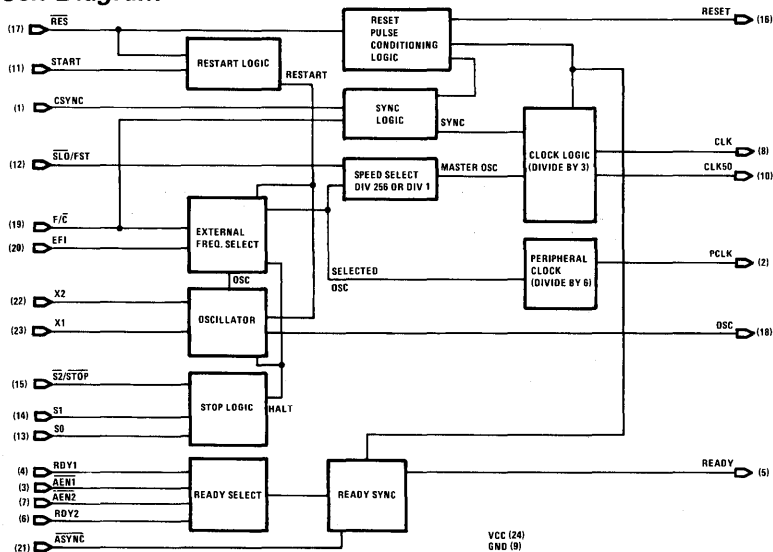 (17) RES
(11) START
(1) CSYNC
(12) SLO/FST
(19) F/C
(20) EFI
(22) X2
(23) X1
(15) S2/STOP
(14) S1
(13) S0
(4) RDY1
(3) AEN1
(7) AEN2
(6) RDY2
(21) ASYNC
RESTART LOGIC
RESTART
RESET
PULSE
CONDITIONING
LOGIC
SYNC
LOGIC
SYNC
SPEED SELECT
DIV 256 OR DIV 1
MASTER OSC
CLOCK LOGIC
(DIVIDE BY 3)
EXTERNAL
FREQ. SELECT
OSC
SELECTED
OSC
PERIPHERAL
CLOCK
(DIVIDE BY 6)
OSCILLATOR
STOP LOGIC
HALT
READY SELECT
READY SYNC
RESET (16)
CLK (8)
CLK50 (10)
PCLK (2)
OSC (18)
READY (5)
VCC (24)
GND (9)